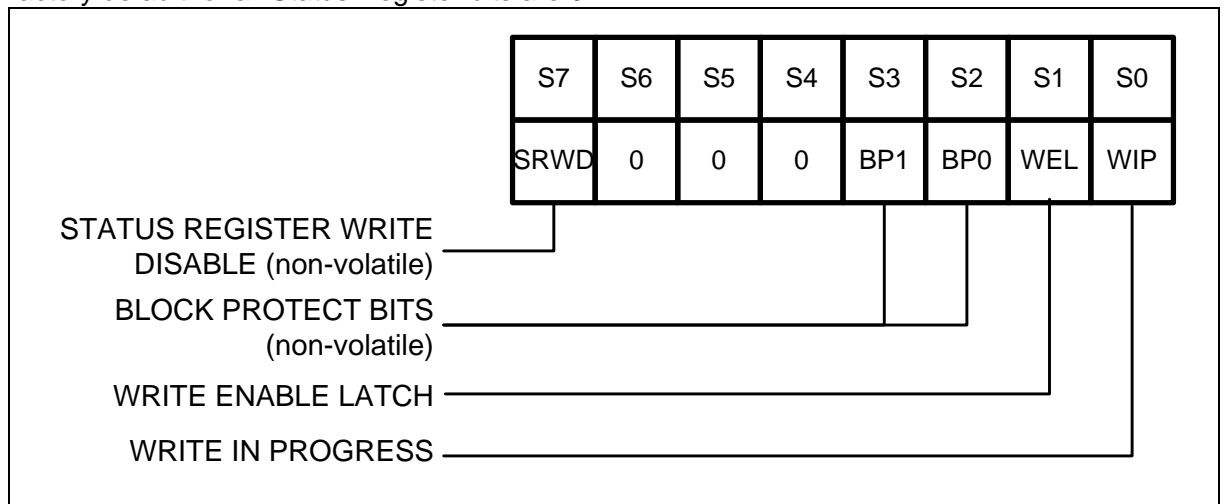 S7 S6 S5 S4 S3 S2 S1 S0
SRWD 0 0 0 BP1 BP0 WEL WIP
STATUS REGISTER WRITE
DISABLE (non-volatile)
BLOCK PROTECT BITS
(non-volatile)
WRITE ENABLE LATCH
WRITE IN PROGRESS